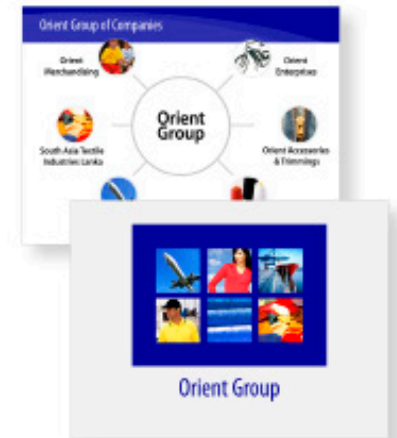 Orient Group of Companies
Orient
Merchandising
Orient
Enterprises
Orient
Group
South Asia Textile
Industries Lanka
Orient Accessories
& Trimmings
Orient Group